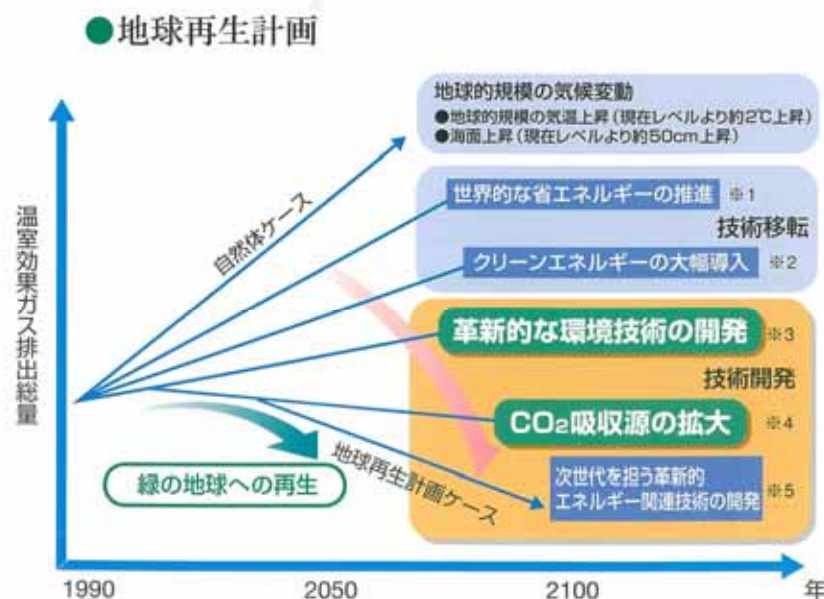 ●地球再生計画
地球的規模の気候変動
●地球的規模の気温上昇(現在レベルより約2℃上昇)
●海面上昇(現在レベルより約50cm上昇)
世界的な省エネルギーの推進 ※1
技術移転
クリーンエネルギーの大幅導入 ※2
革新的な環境技術の開発 ※3
技術開発
CO₂吸収源の拡大 ※4
次世代を担う革新的
エネルギー関連技術の開発 ※5
自然体ケース
地球再生計画ケース
緑の地球への再生
温室効果ガス排出総量
1990 2050 2100 年